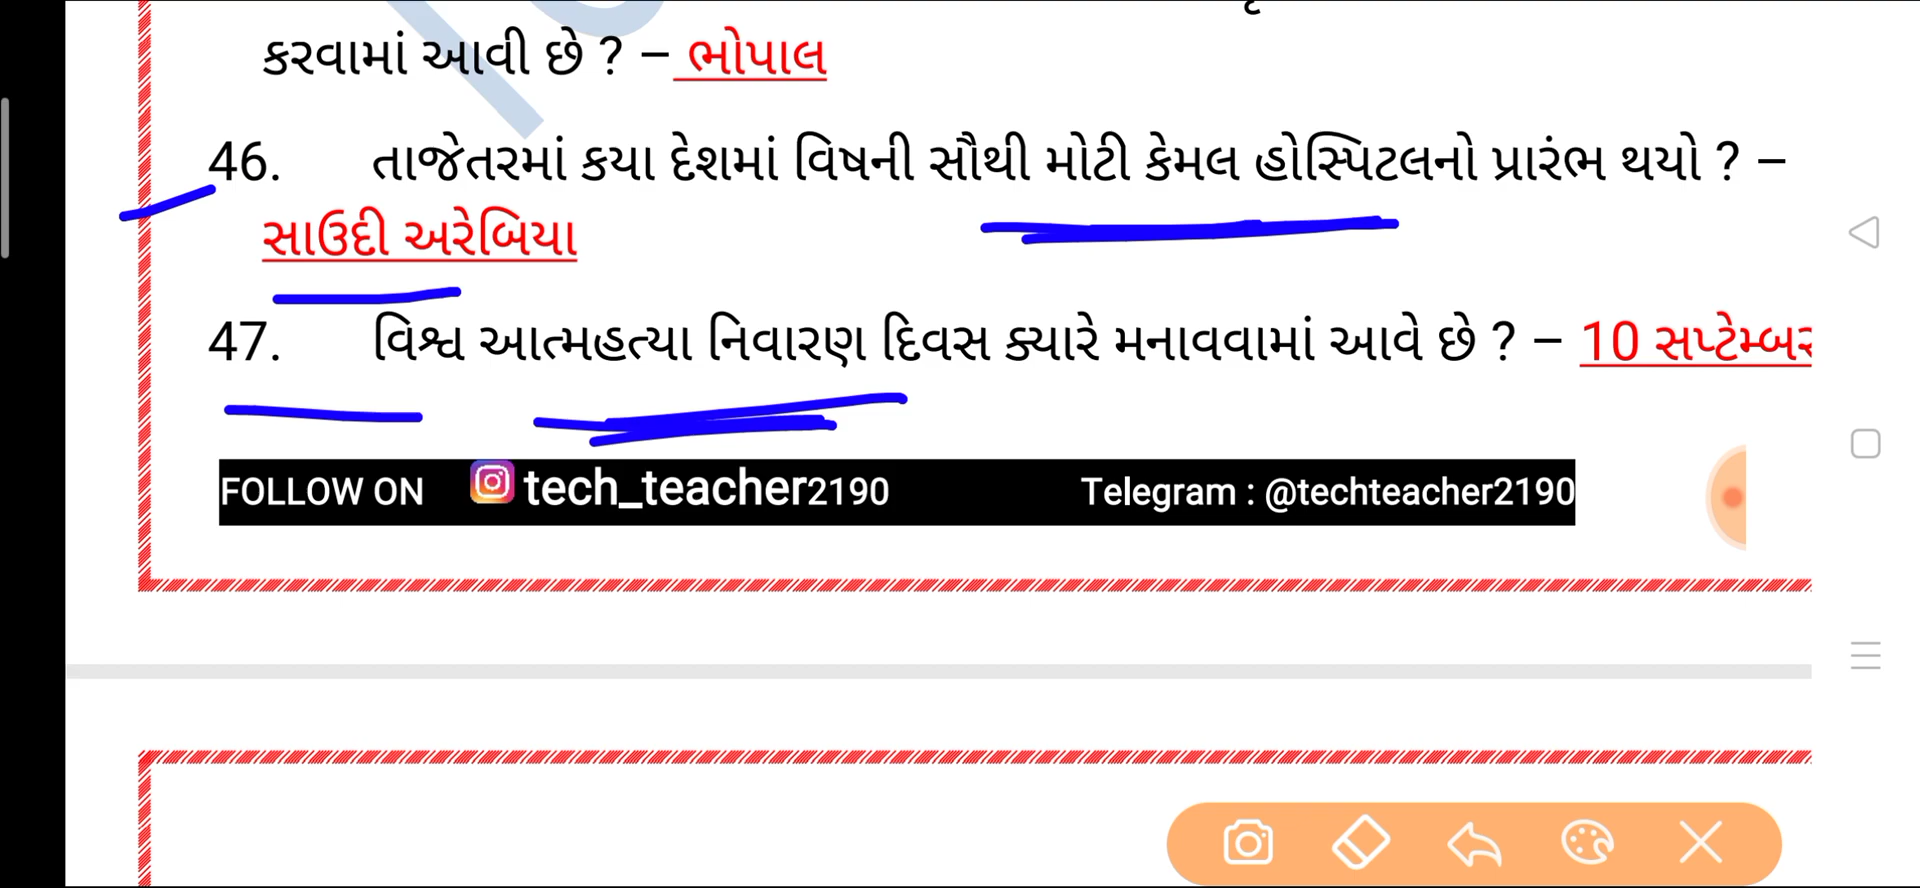 કરવામાં આવી છે ? – ભોપાલ
46. તાજેતરમાં કયા દેશમાં વિષની સૌથી મોટી કેમલ હોસ્પિટલનો પ્રારંભ થયો ? –
સાઉદી અરેબિયા
47. વિશ્વ આત્મહત્યા નિવારણ દિવસ ક્યારે મનાવવામાં આવે છે ? – 10 સપ્ટેમ્બર
FOLLOW ON tech_teacher2190 Telegram : @techteacher2190